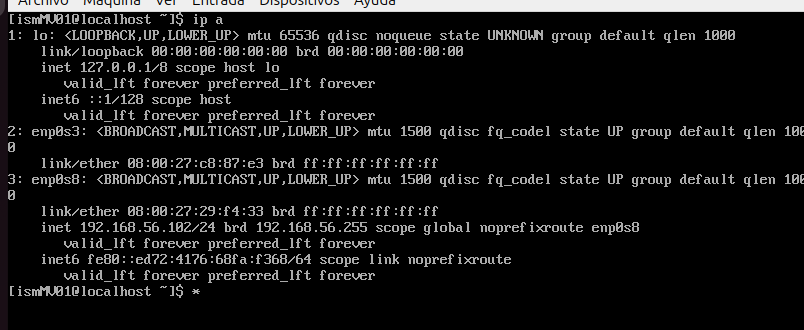 Archivo Máquina Ver Entrada Dispositivos Ayuda
[ismMV01@localhost ~]$ ip a
1: lo: <LOOPBACK,UP,LOWER_UP> mtu 65536 qdisc noqueue state UNKNOWN group default qlen 1000
    link/loopback 00:00:00:00:00:00 brd 00:00:00:00:00:00
    inet 127.0.0.1/8 scope host lo
       valid_lft forever preferred_lft forever
    inet6 ::1/128 scope host
       valid_lft forever preferred_lft forever
2: enp0s3: <BROADCAST,MULTICAST,UP,LOWER_UP> mtu 1500 qdisc fq_codel state UP group default qlen 100
0
    link/ether 08:00:27:c8:87:e3 brd ff:ff:ff:ff:ff:ff
3: enp0s8: <BROADCAST,MULTICAST,UP,LOWER_UP> mtu 1500 qdisc fq_codel state UP group default qlen 100
0
    link/ether 08:00:27:29:f4:33 brd ff:ff:ff:ff:ff:ff
    inet 192.168.56.102/24 brd 192.168.56.255 scope global noprefixroute enp0s8
       valid_lft forever preferred_lft forever
    inet6 fe80::ed72:4176:68fa:f368/64 scope link noprefixroute
       valid_lft forever preferred_lft forever
[ismMV01@localhost ~]$ *